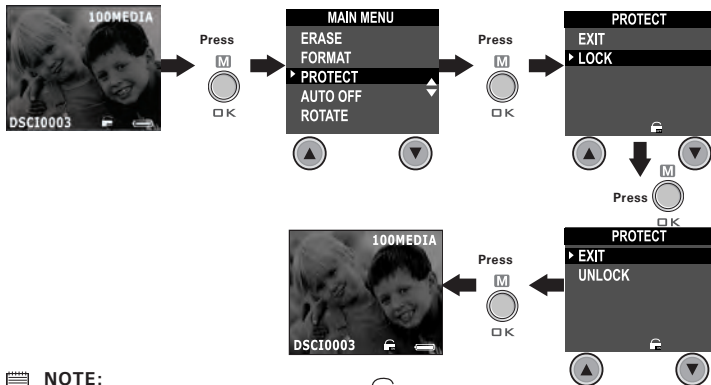 100MEDIA
DSCI0003
Press
M
OK
MAIN MENU
ERASE
FORMAT
PROTECT
AUTO OFF
ROTATE
Press
M
OK
PROTECT
EXIT
LOCK
Press
M
OK
PROTECT
EXIT
UNLOCK
Press
M
OK
100MEDIA
DSCI0003
NOTE: